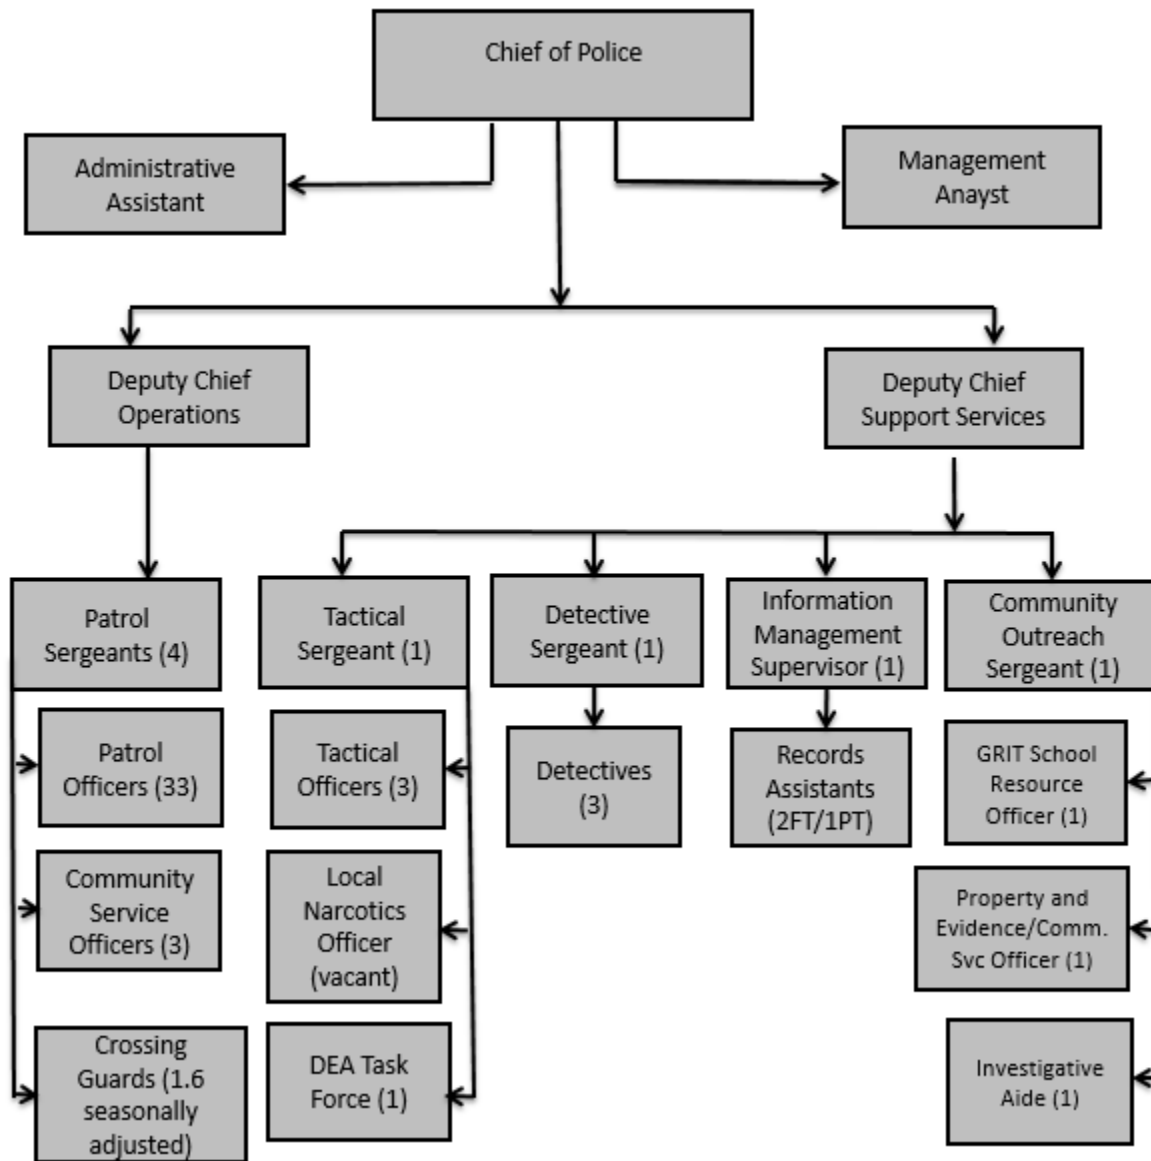 Chief of Police
Administrative
Assistant
Management
Anayst
Deputy Chief
Operations
Deputy Chief
Support Services
Patrol
Sergeants (4)
Tactical
Sergeant (1)
Detective
Sergeant (1)
Information
Management
Supervisor (1)
Community
Outreach
Sergeant (1)
Patrol
Officers (33)
Tactical
Officers (3)
Detectives
(3)
Records
Assistants
(2FT/1PT)
GRIT School
Resource
Officer (1)
Community
Service
Officers (3)
Local
Narcotics
Officer
(vacant)
Property and
Evidence/Comm.
Svc Officer (1)
Crossing
Guards (1.6
seasonally
adjusted)
DEA Task
Force (1)
Investigative
Aide (1)